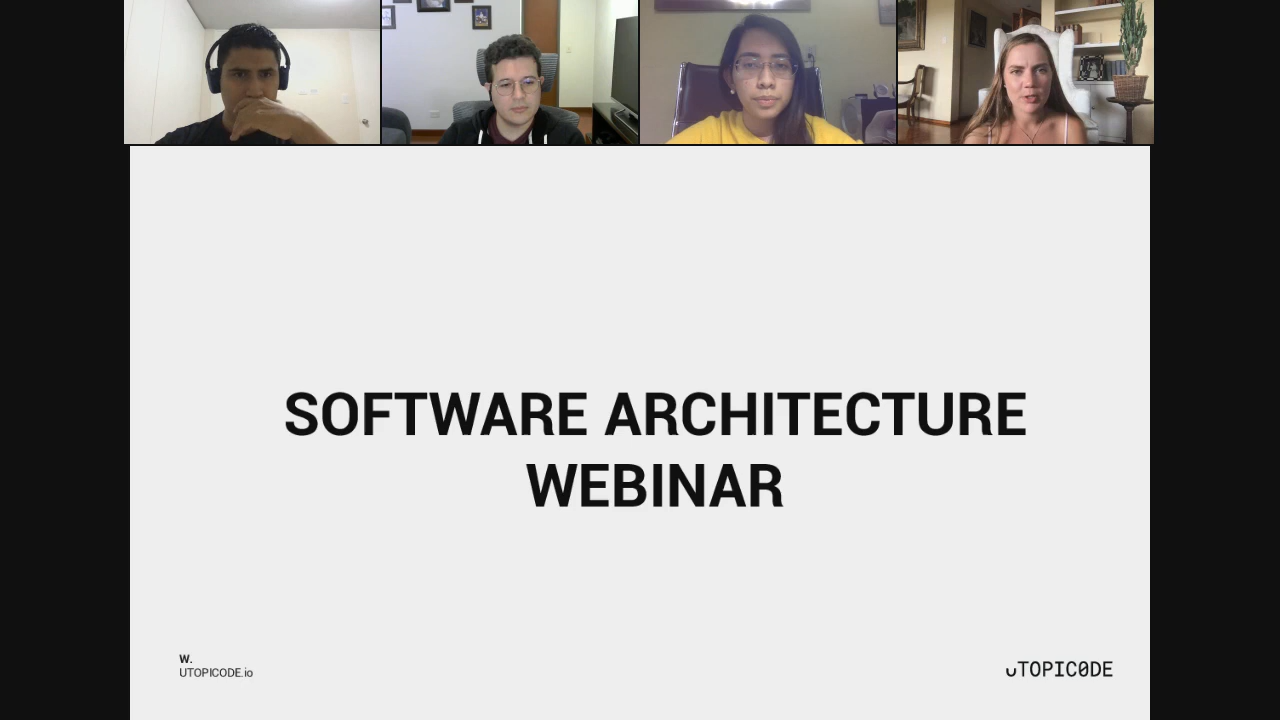 SOFTWARE ARCHITECTURE
WEBINAR
W.
UTOPICODE.io
uTOPIC0DE